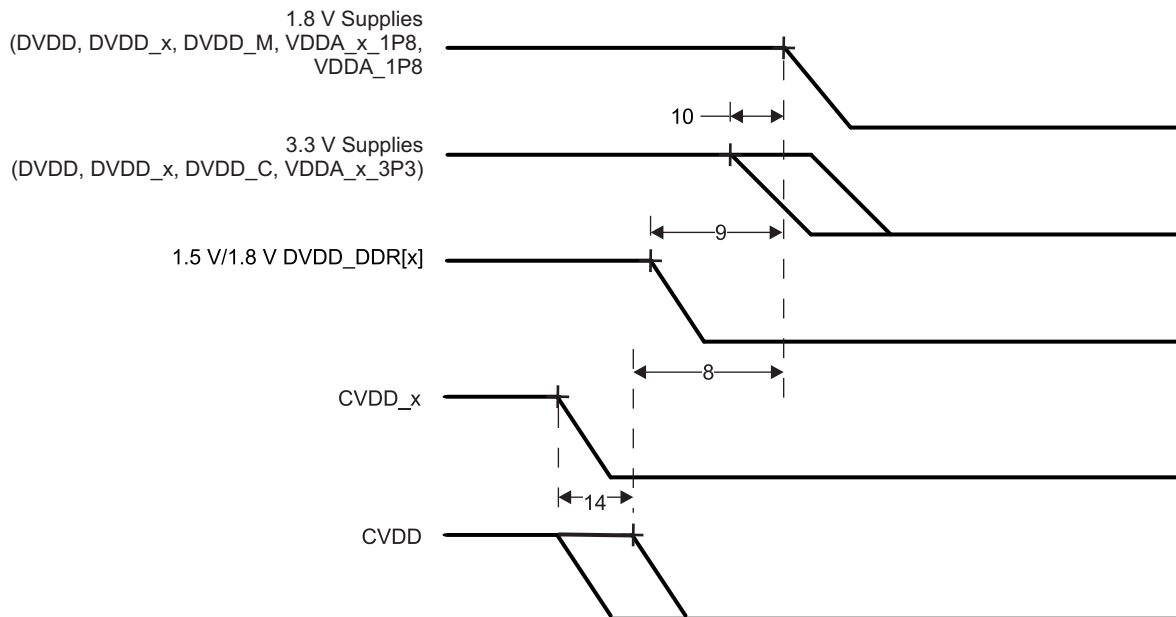 1.8 V Supplies
(DVDD, DVDD_x, DVDD_M, VDDA_x_1P8,
VDDA_1P8
10
3.3 V Supplies
(DVDD, DVDD_x, DVDD_C, VDDA_x_3P3)
9
1.5 V/1.8 V DVDD_DDR[x]
8
CVDD_x
14
CVDD